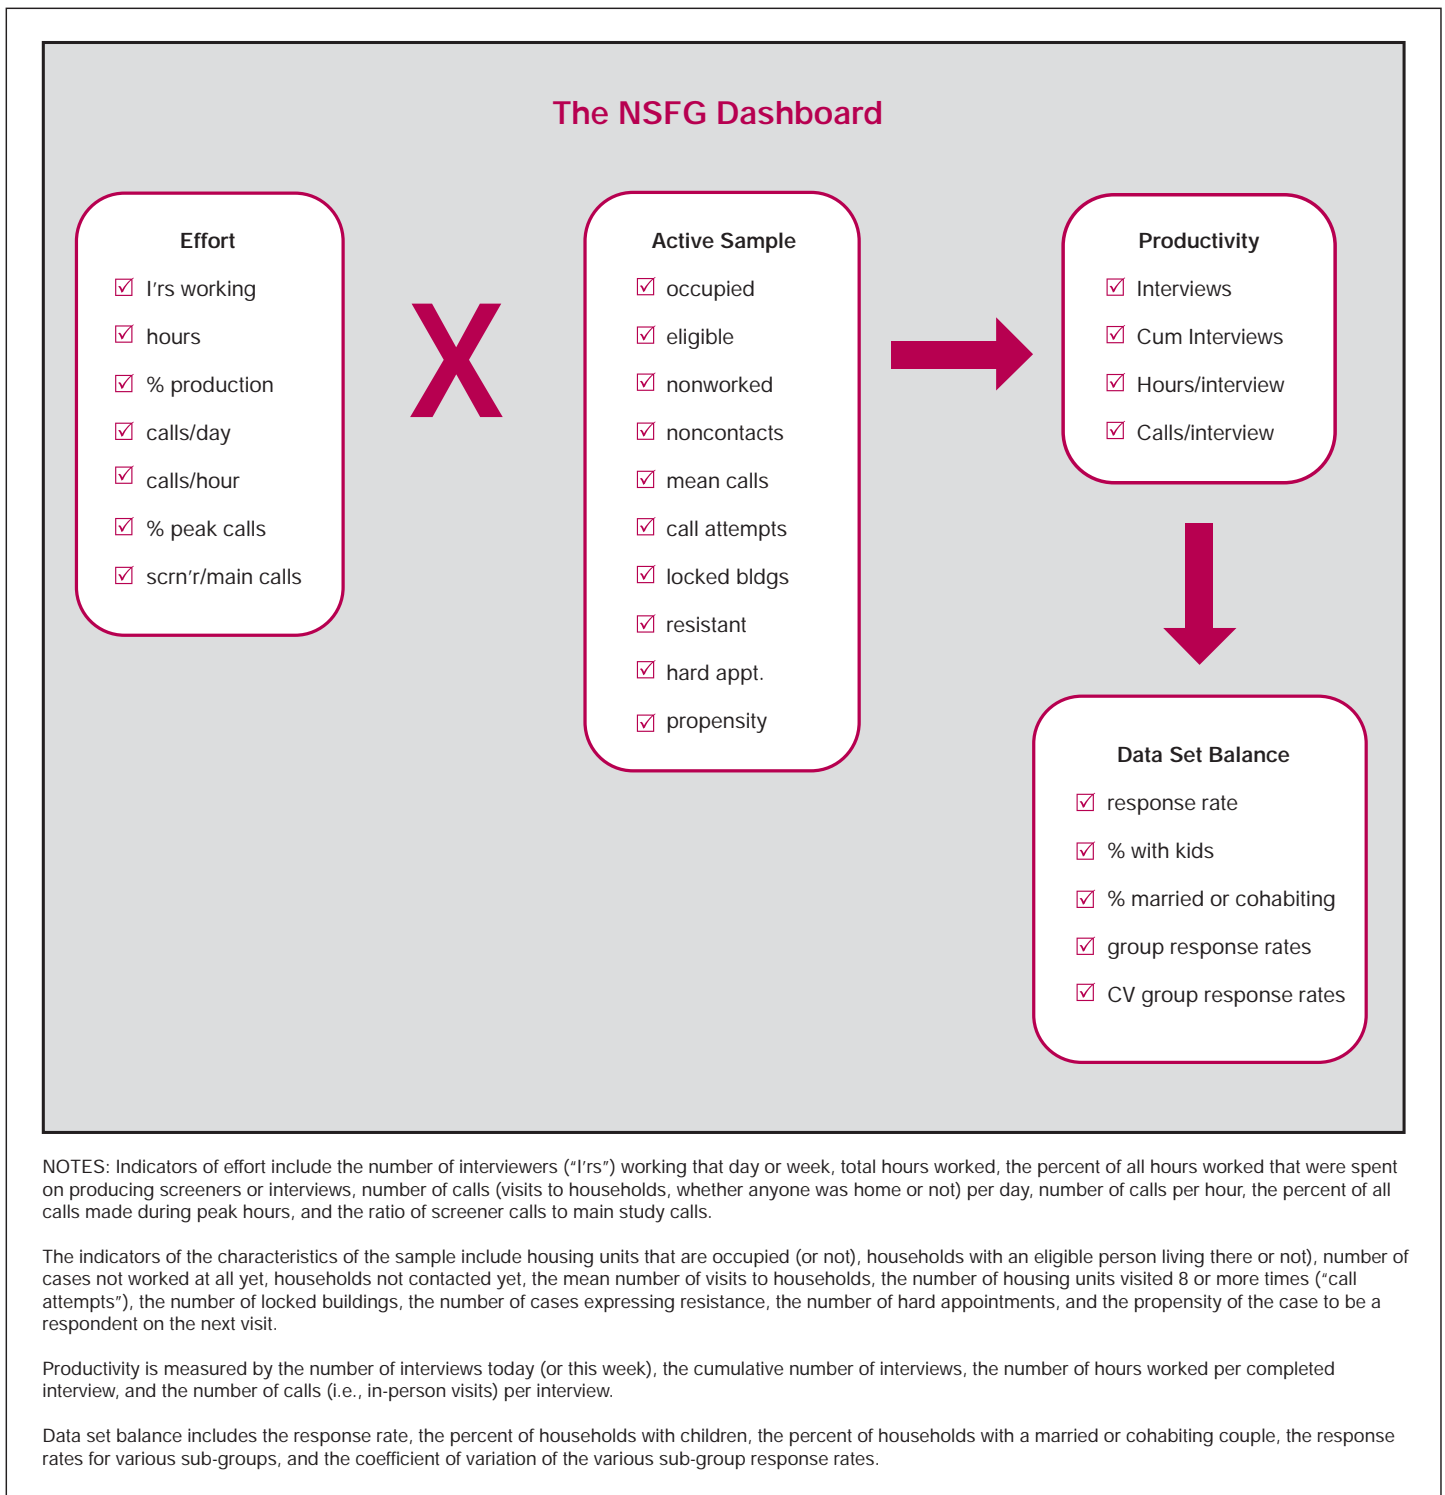 The NSFG Dashboard
Effort
I'rs working
hours
% production
calls/day
calls/hour
% peak calls
scrn'r/main calls
X
Active Sample
occupied
eligible
nonworked
noncontacts
mean calls
call attempts
locked bldgs
resistant
hard appt.
propensity
Productivity
Interviews
Cum Interviews
Hours/interview
Calls/interview
Data Set Balance
response rate
% with kids
% married or cohabiting
group response rates
CV group response rates
NOTES: Indicators of effort include the number of interviewers (“I'rs”) working that day or week, total hours worked, the percent of all hours worked that were spent
on producing screeners or interviews, number of calls (visits to households, whether anyone was home or not) per day, number of calls per hour, the percent of all
calls made during peak hours, and the ratio of screener calls to main study calls.
The indicators of the characteristics of the sample include housing units that are occupied (or not), households with an eligible person living there or not), number of
cases not worked at all yet, households not contacted yet, the mean number of visits to households, the number of housing units visited 8 or more times (“call
attempts”), the number of locked buildings, the number of cases expressing resistance, the number of hard appointments, and the propensity of the case to be a
respondent on the next visit.
Productivity is measured by the number of interviews today (or this week), the cumulative number of interviews, the number of hours worked per completed
interview, and the number of calls (i.e., in-person visits) per interview.
Data set balance includes the response rate, the percent of households with children, the percent of households with a married or cohabiting couple, the response
rates for various sub-groups, and the coefficient of variation of the various sub-group response rates.